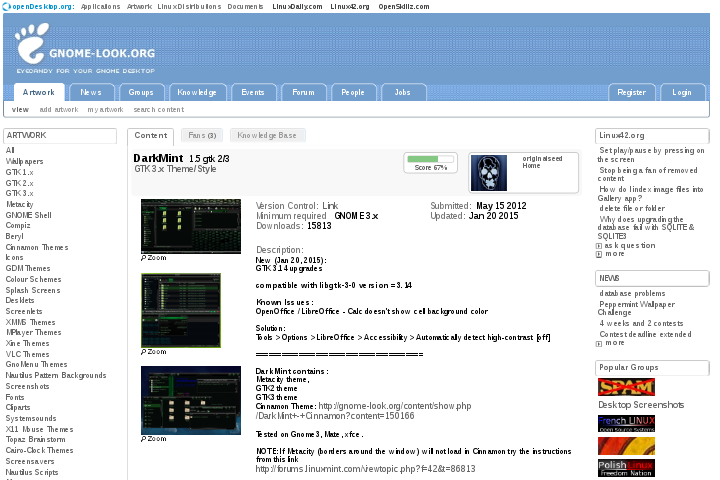 openDesktop.org: Applications Artwork Linux Distributions Documents LinuxDaily.com Linux42.org OpenSkillz.com
GNOME-LOOK.ORG
EYECANDY FOR YOUR GNOME DESKTOP
Artwork News Groups Knowledge Events Forum People Jobs Register Login
view add artwork my artwork search content
ARTWORK
All
Wallpapers
GTK 1.x
GTK 2.x
GTK 3.x
Metacity
GNOME Shell
Compiz
Beryl
Cinnamon Themes
Icons
GDM Themes
Colour Schemes
Splash Screens
Desklets
Screenlets
XMMS Themes
MPlayer Themes
Xine Themes
VLC Themes
GnoMenu Themes
Nautilus Pattern Backgrounds
Screenshots
Fonts
Cliparts
Systemsounds
X11 Mouse Themes
Topaz Brainstorm
Cairo-Clock Themes
Screensavers
Nautilus Scripts
Content Fans (3) Knowledge Base
DarkMint 1.5 gtk 2/3
GTK 3.x Theme/Style
Score 67%
originalseed
Home
Zoom
Zoom
Zoom
Version Control: Link
Minimum required GNOME 3.x
Downloads: 15813
Submitted: May 15 2012
Updated: Jan 20 2015
Description:
New (Jan 20, 2015):
GTK 3.14 upgrades
compatible with libgtk-3-0 version = 3.14
Known Issues:
OpenOffice / LibreOffice - Calc doesn't show cell background color
Solution:
Tools > Options > LibreOffice > Accessibility > Automatically detect high-contrast [off]
DarkMint contains:
Metacity theme,
GTK2 theme
GTK3 theme
Cinnamon Theme: http://gnome-look.org/content/show.php
/DarkMint+-+Cinnamon?content=150166
Tested on Gnome3, Mate, xfce.
NOTE: If Metacity (borders around the window) will not load in Cinnamon try the instructions
from this link
http://forums.linuxmint.com/viewtopic.php?f=42&t=86813
Linux42.org
Set play/pause by pressing on
the screen
Stop being a fan of removed
content
How do I index image files into
Gallery app?
delete file or folder
Why does upgrading the
database fail with SQLITE &
SQLITE3
ask question
more
NEWS
database problems
Peppermint Wallpaper
Challenge
4 weeks and 2 contests
Contest deadline extended
more
Popular Groups
SPAM
Desktop Screenshots
French LINUX
Open Source Systems
Polish Linux
Freedom Nation